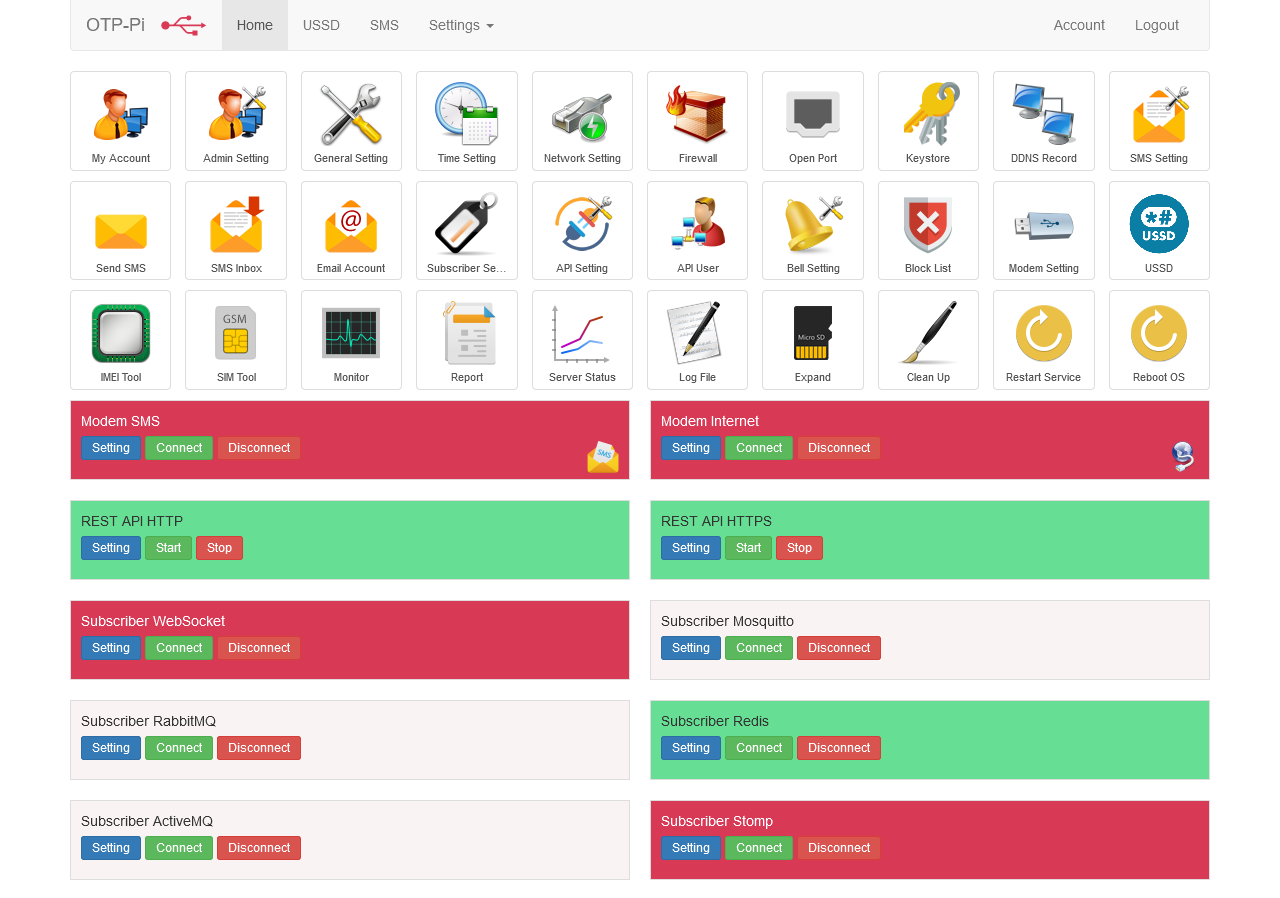 OTP-Pi Home USSD SMS Settings Account Logout
My Account Admin Setting General Setting Time Setting Network Setting Firewall Open Port Keystore DDNS Record SMS Setting
@ *#
USSD
Send SMS SMS Inbox Email Account Subscriber Se... API Setting API User Bell Setting Block List Modem Setting USSD
GSM
Micro SD
IMEI Tool SIM Tool Monitor Report Server Status Log File Expand Clean Up Restart Service Reboot OS
Modem SMS
Setting Connect Disconnect
SMS
Modem Internet
Setting Connect Disconnect
REST API HTTP
Setting Start Stop
REST API HTTPS
Setting Start Stop
Subscriber WebSocket
Setting Connect Disconnect
Subscriber Mosquitto
Setting Connect Disconnect
Subscriber RabbitMQ
Setting Connect Disconnect
Subscriber Redis
Setting Connect Disconnect
Subscriber ActiveMQ
Setting Connect Disconnect
Subscriber Stomp
Setting Connect Disconnect